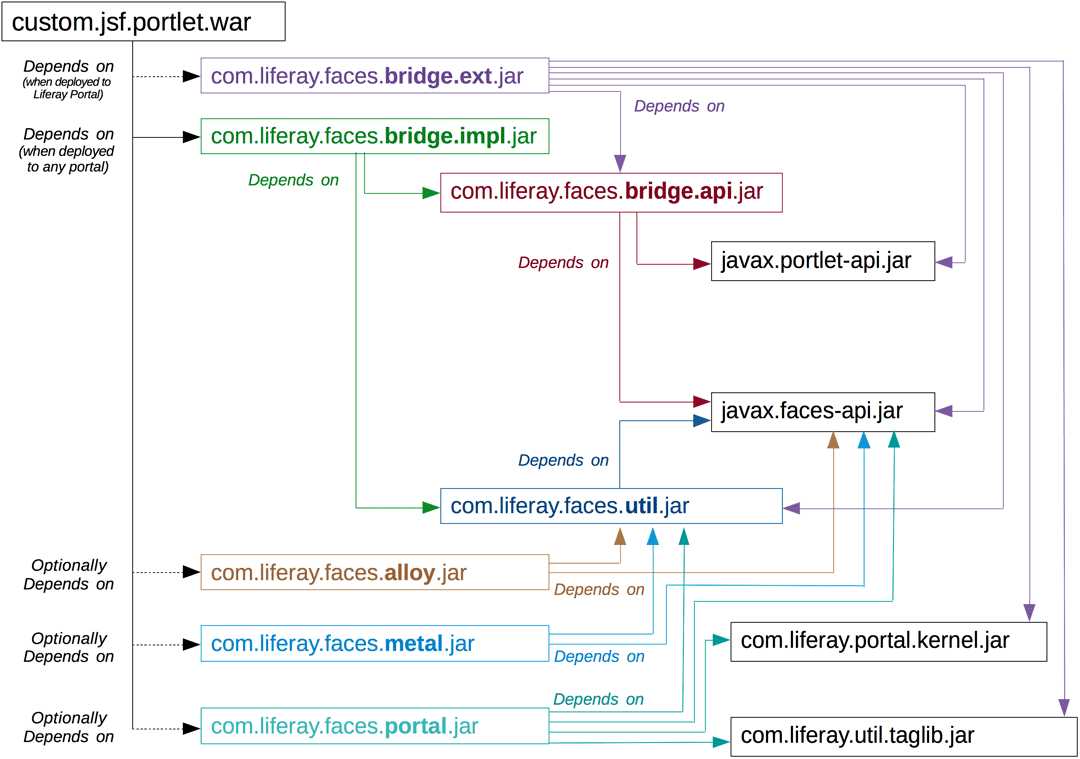 custom.jsf.portlet.war
Depends on
(when deployed to
Liferay Portal)
com.liferay.faces.bridge.ext.jar
Depends on
Depends on
(when deployed
to any portal)
com.liferay.faces.bridge.impl.jar
Depends on
com.liferay.faces.bridge.api.jar
Depends on
javax.portlet-api.jar
javax.faces-api.jar
Depends on
com.liferay.faces.util.jar
Optionally
Depends on
com.liferay.faces.alloy.jar
Depends on
Optionally
Depends on
com.liferay.faces.metal.jar
Depends on
com.liferay.portal.kernel.jar
Depends on
Optionally
Depends on
com.liferay.faces.portal.jar
com.liferay.util.taglib.jar